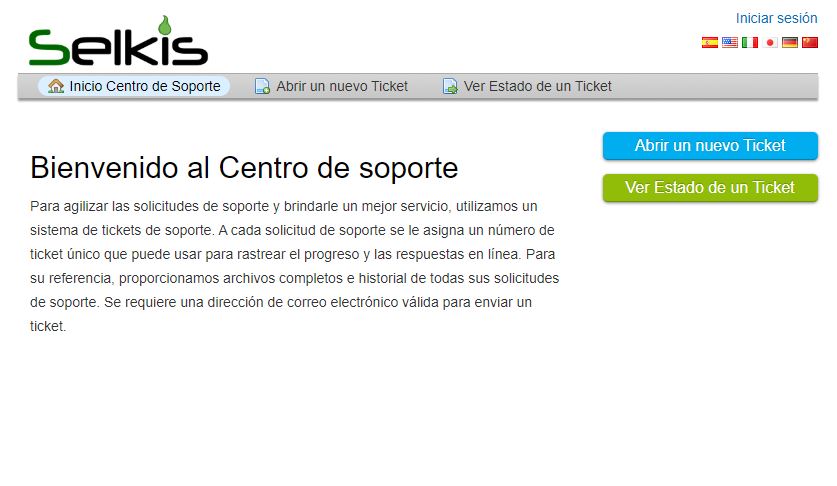 Selkis
Iniciar sesión
Inicio Centro de Soporte
Abrir un nuevo Ticket
Ver Estado de un Ticket
Abrir un nuevo Ticket
Ver Estado de un Ticket
Bienvenido al Centro de soporte
Para agilizar las solicitudes de soporte y brindarle un mejor servicio, utilizamos un
sistema de tickets de soporte. A cada solicitud de soporte se le asigna un número de
ticket único que puede usar para rastrear el progreso y las respuestas en línea. Para
su referencia, proporcionamos archivos completos e historial de todas sus solicitudes
de soporte. Se requiere una dirección de correo electrónico válida para enviar un
ticket.